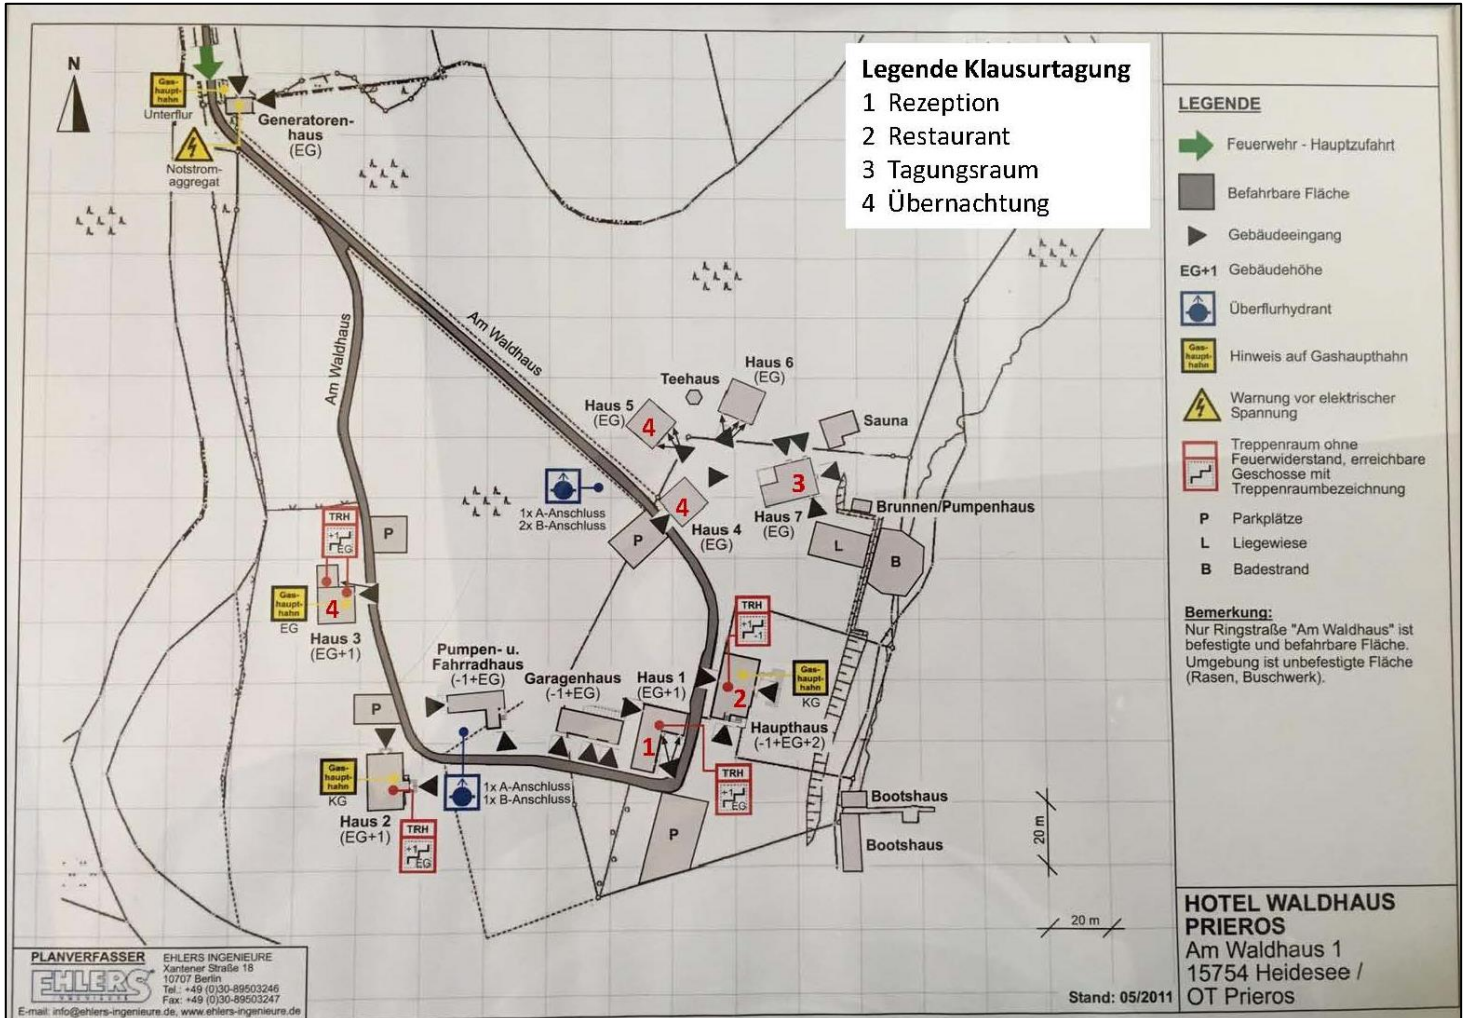 N
Gas-
haupt-
hahn
Unterflur
Generatoren-
haus
(EG)
Notstrom-
aggregat
Legende Klausurtagung
1 Rezeption
2 Restaurant
3 Tagungsraum
4 Übernachtung
LEGENDE
Feuerwehr - Hauptzufahrt
Befahrbare Fläche
Gebäudeeingang
EG+1 Gebäudehöhe
Überflurhydrant
Gas-
haupt-
hahn
Hinweis auf Gashaupthahn
Warnung vor elektrischer
Spannung
Treppenraum ohne
Feuerwiderstand, erreichbare
Geschosse mit
Treppenraumbezeichnung
P Parkplätze
L Liegewiese
B Badestrand
Bemerkung:
Nur Ringstraße "Am Waldhaus" ist
befestigte und befahrbare Fläche.
Umgebung ist unbefestigte Fläche
(Rasen, Buschwerk).
Am Waldhaus
Am Waldhaus
Haus 6
(EG)
Teehaus
Haus 5
(EG)
4
Sauna
3
Haus 7
(EG)
4
Haus 4
(EG)
1x A-Anschluss
2x B-Anschluss
P
Brunnen/Pumpenhaus
L
B
TRH
+1
EG
P
Gas-
haupt-
hahn
EG
4
Haus 3
(EG+1)
TRH
+1
-1
Pumpen- u.
Fahrradhaus
(-1+EG)
Garagenhaus
(-1+EG)
Haus 1
(EG+1)
1
2
Gas-
haupt-
hahn
KG
Haupthaus
(-1+EG+2)
P
Gas-
haupt-
hahn
KG
Haus 2
(EG+1)
TRH
+1
EG
1x A-Anschluss
1x B-Anschluss
TRH
+1
EG
P
Bootshaus
Bootshaus
20 m
20 m
PLANVERFASSER
EHLERS
INGENIEURE
EHLERS INGENIEURE
Xantener Straße 18
10707 Berlin
Tel.: +49 (0)30-89503246
Fax: +49 (0)30-89503247
E-mail: info@ehlers-ingenieure.de, www.ehlers-ingenieure.de
Stand: 05/2011
HOTEL WALDHAUS
PRIEROS
Am Waldhaus 1
15754 Heidesee /
OT Prieros